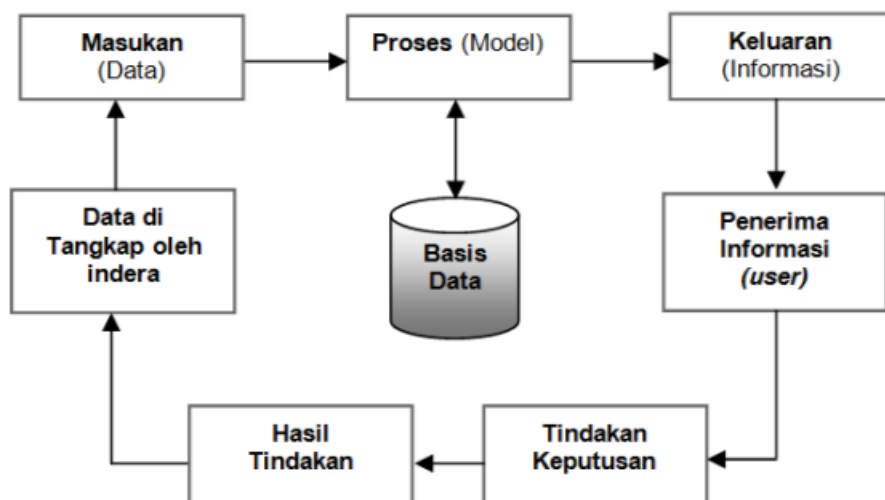 Masukan
(Data)
Proses (Model)
Keluaran
(Informasi)
Data di
Tangkap oleh
indera
Basis
Data
Penerima
Informasi
(user)
Hasil
Tindakan
Tindakan
Keputusan